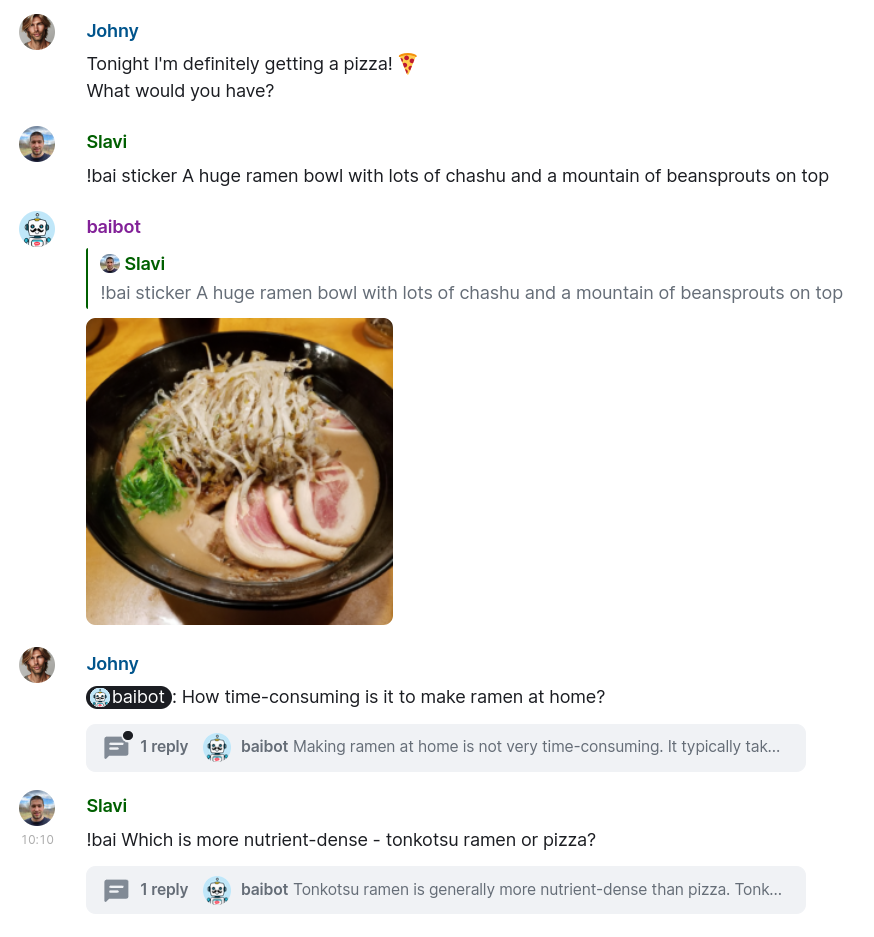 Johny
Tonight I'm definitely getting a pizza! 🍕
What would you have?
Slavi
!bai sticker A huge ramen bowl with lots of chashu and a mountain of beansprouts on top
baibot
Slavi
!bai sticker A huge ramen bowl with lots of chashu and a mountain of beansprouts on top
Johny
baibot: How time-consuming is it to make ramen at home?
1 reply baibot Making ramen at home is not very time-consuming. It typically tak...
Slavi
10:10 !bai Which is more nutrient-dense - tonkotsu ramen or pizza?
1 reply baibot Tonkotsu ramen is generally more nutrient-dense than pizza. Tonk...